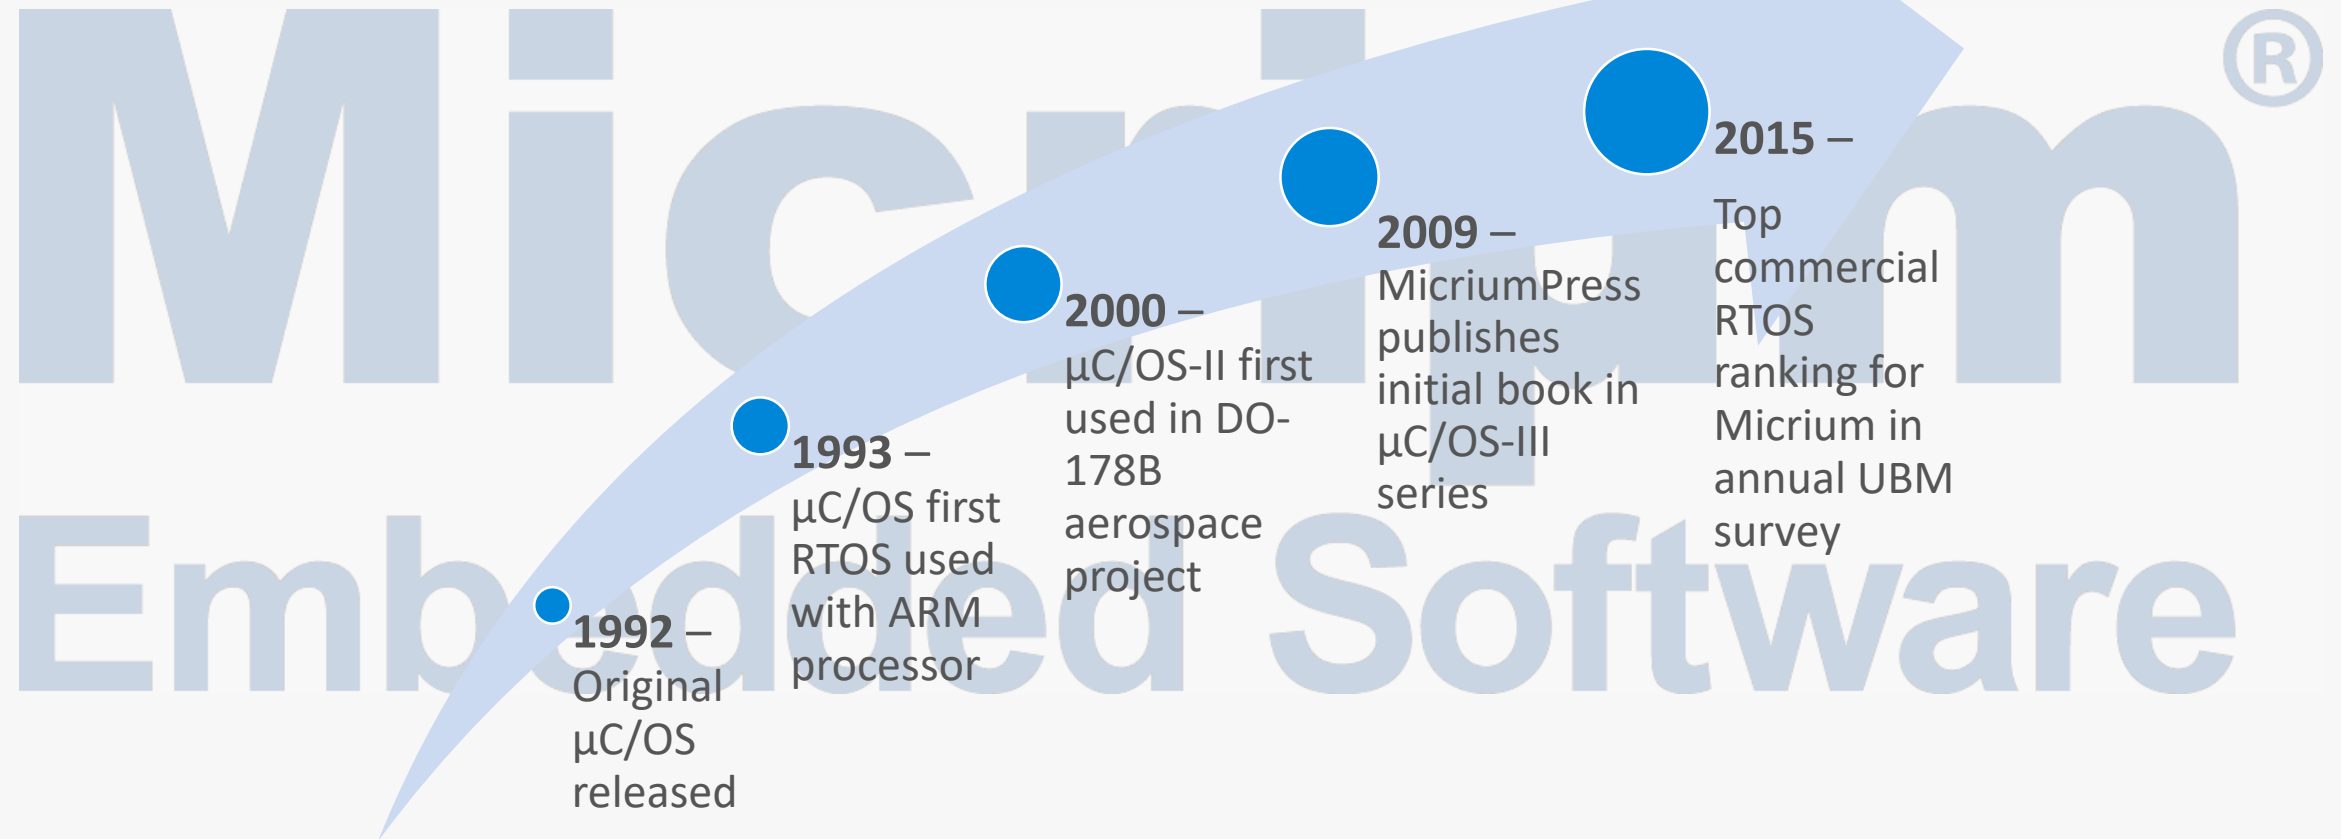 Micriµm®
Embedded Software
1992 –
Original
µC/OS
released
1993 –
µC/OS first
RTOS used
with ARM
processor
2000 –
µC/OS-II first
used in DO-
178B
aerospace
project
2009 –
MicriumPress
publishes
initial book in
µC/OS-III
series
2015 –
Top
commercial
RTOS
ranking for
Micrium in
annual UBM
survey